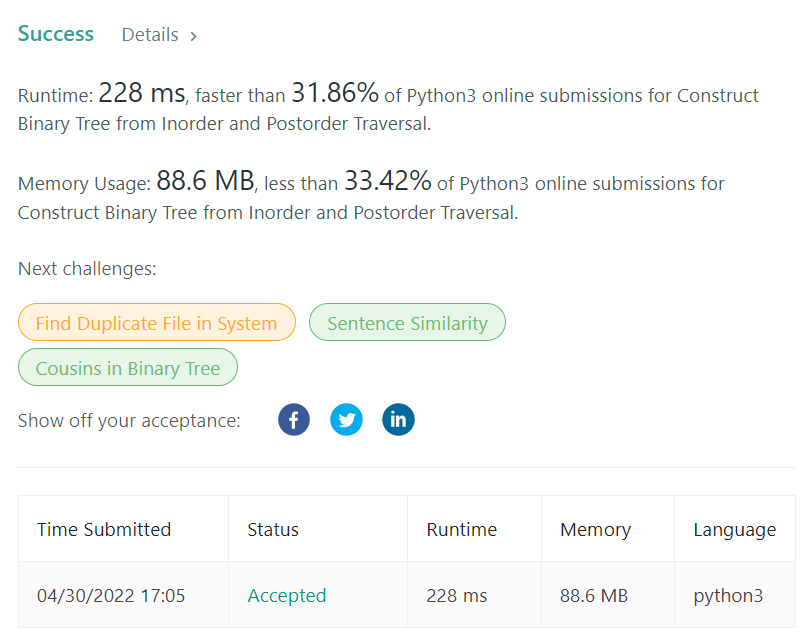 Success Details >
Runtime: 228 ms, faster than 31.86% of Python3 online submissions for Construct
Binary Tree from Inorder and Postorder Traversal.
Memory Usage: 88.6 MB, less than 33.42% of Python3 online submissions for
Construct Binary Tree from Inorder and Postorder Traversal.
Next challenges:
Find Duplicate File in System Sentence Similarity
Cousins in Binary Tree
Show off your acceptance: f in
Time Submitted Status Runtime Memory Language
04/30/2022 17:05 Accepted 228 ms 88.6 MB python3